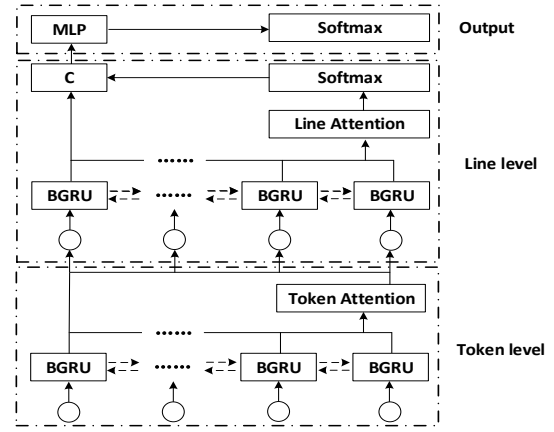 MLP Softmax Output
C Softmax
Line Attention
Line level
......
BGRU ...... BGRU BGRU
Token Attention
......
Token level
BGRU ...... BGRU BGRU